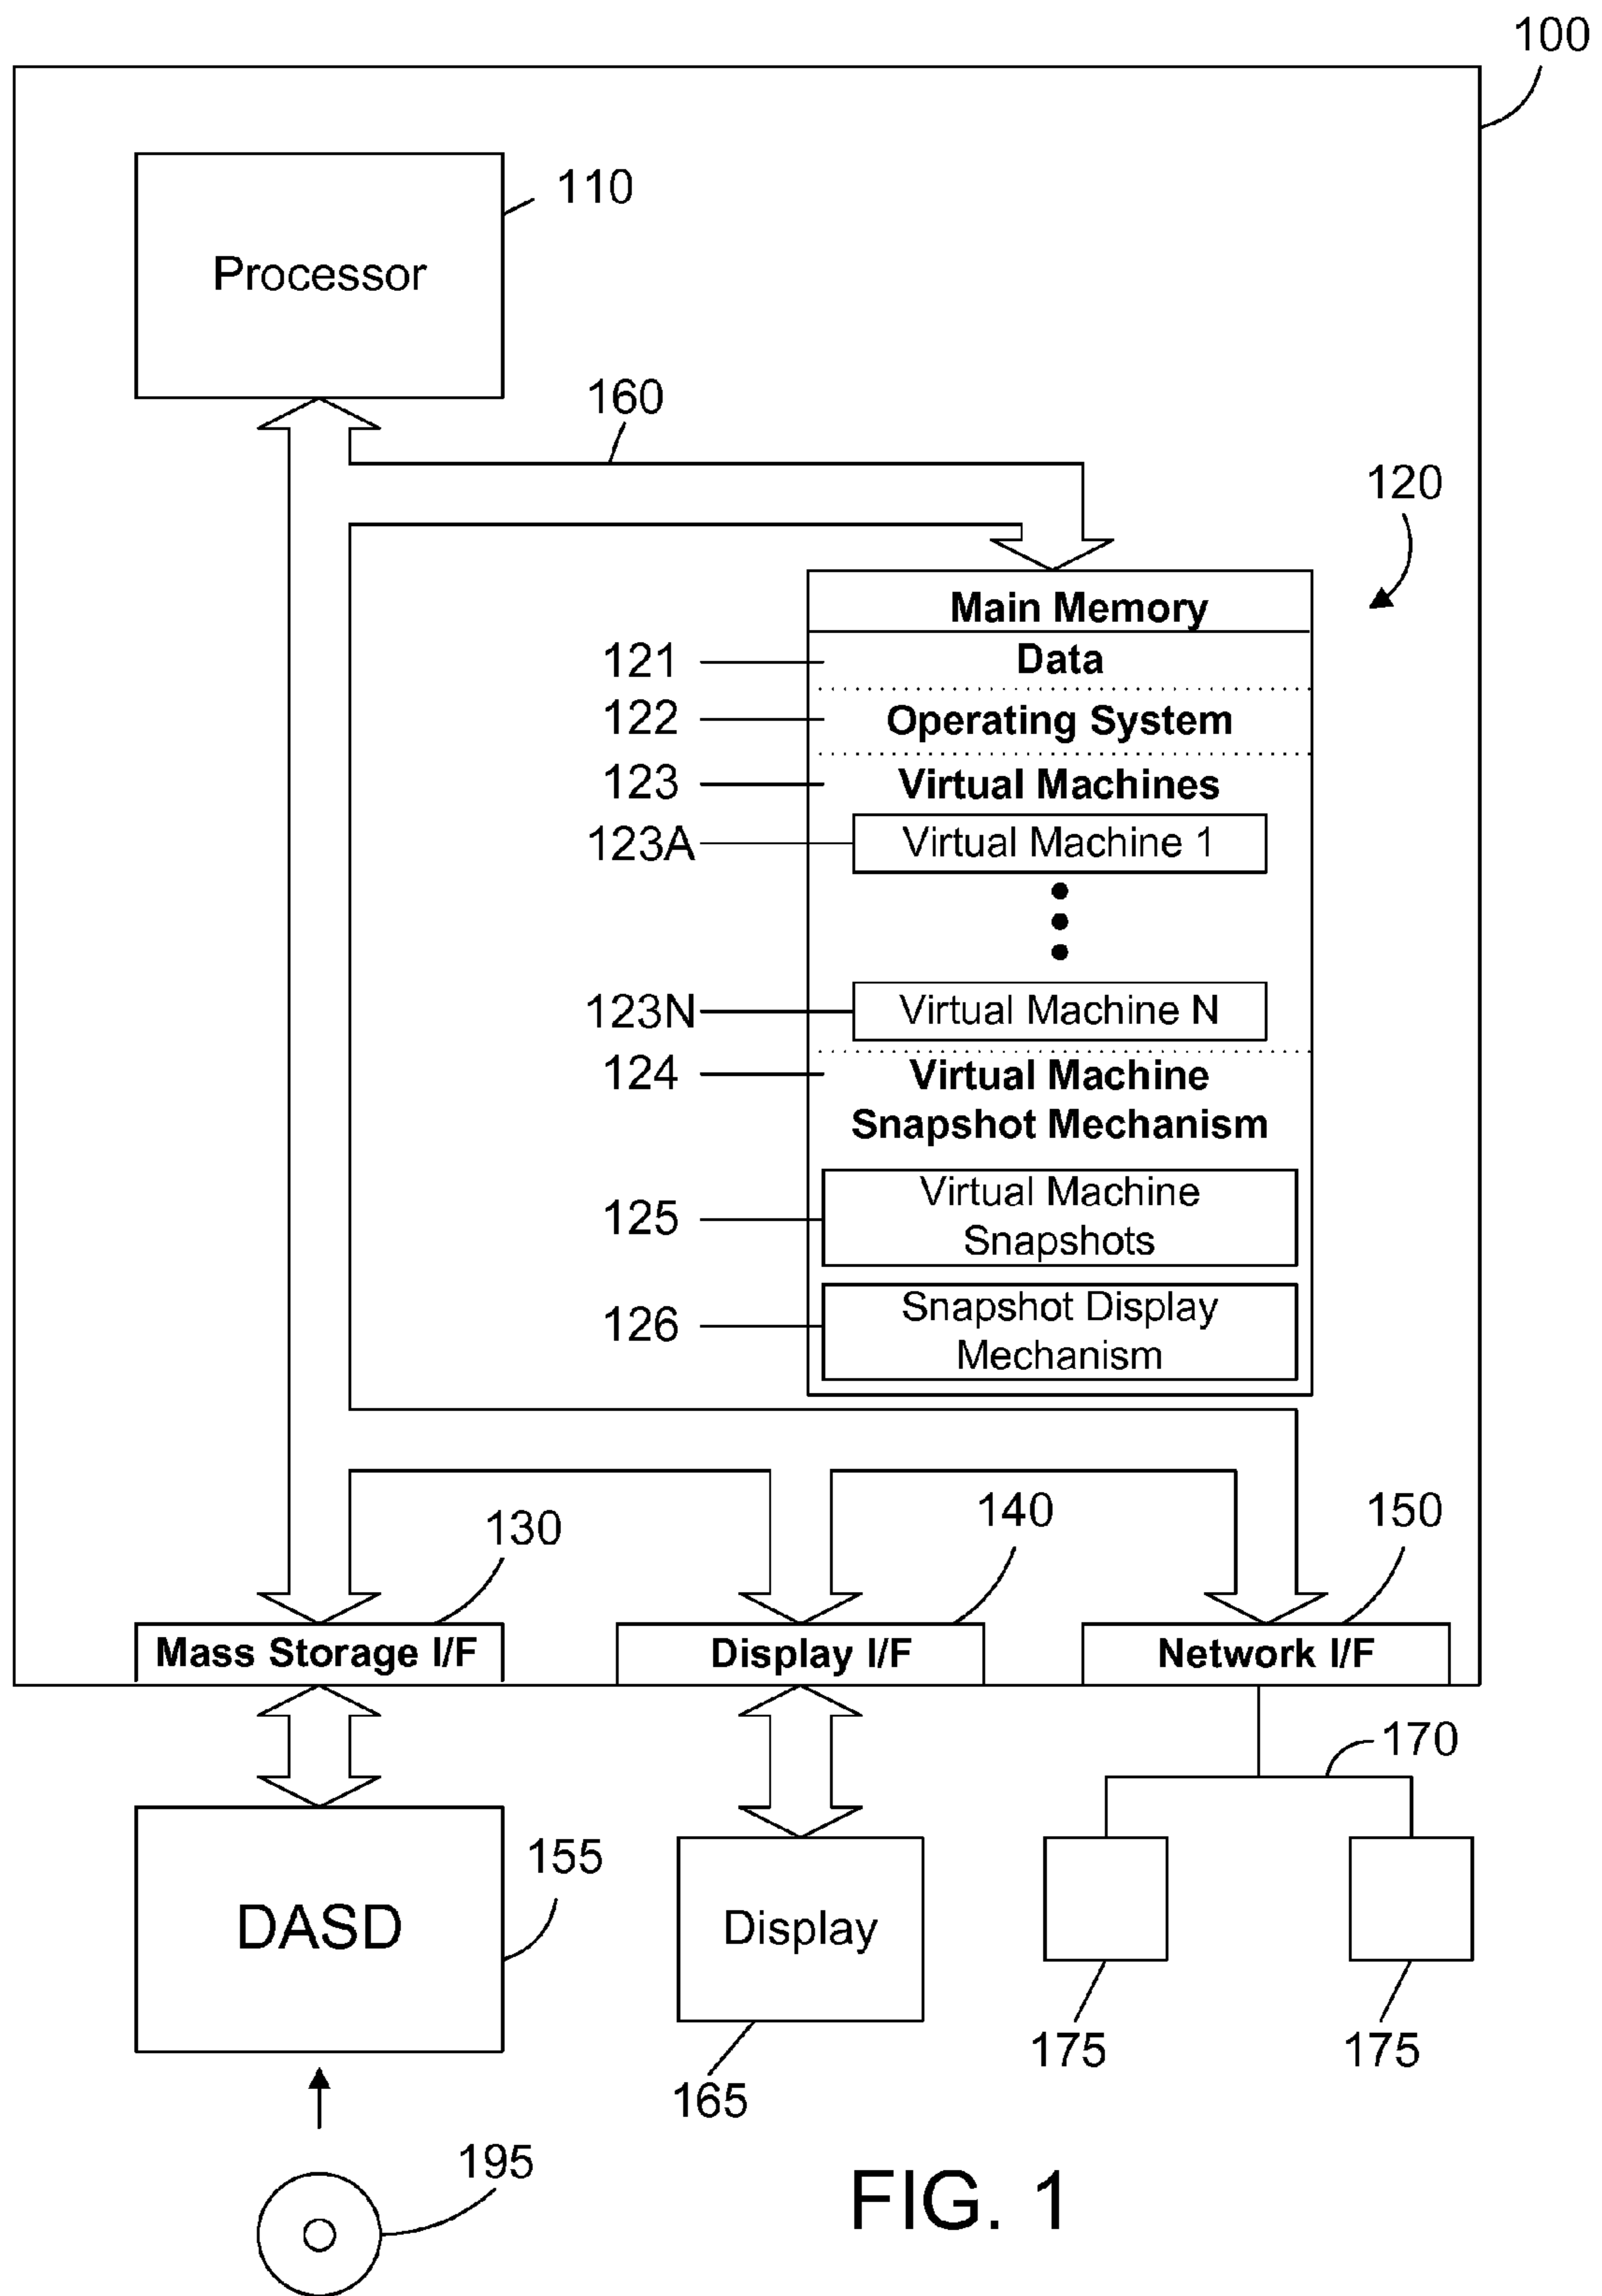 100
110
Processor
160
120
Main Memory
121
Data
122
Operating System
123
Virtual Machines
123A
Virtual Machine 1
123N
Virtual Machine N
124
Virtual Machine
Snapshot Mechanism
125
Virtual Machine
Snapshots
126
Snapshot Display
Mechanism
130
140
150
Mass Storage I/F
Display I/F
Network I/F
170
155
DASD
Display
175
175
165
195
FIG. 1